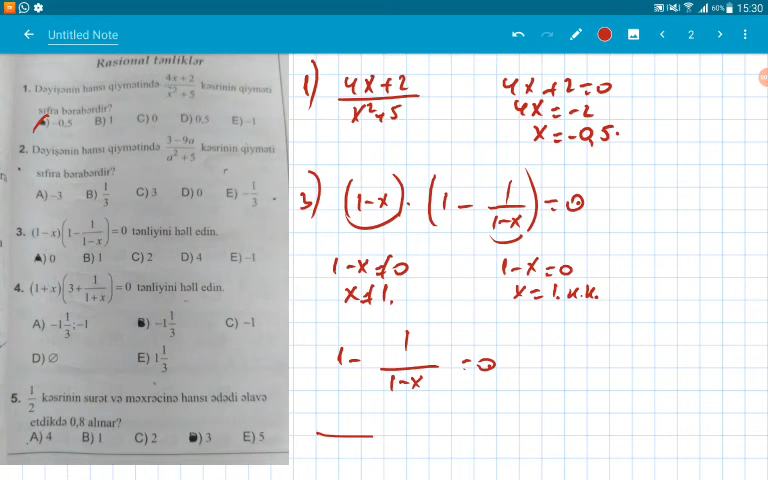 60% 15:30
Untitled Note
2
Rasional tənliklər
1. Dəyişənin hansı qiymətində (4x+2)/(x²+5) kəsrinin qiyməti
sıfra bərabərdir?
A) -0,5 B) 1 C) 0 D) 0,5 E) -1
2. Dəyişənin hansı qiymətində (3-9a)/(a²+5) kəsrinin qiyməti
sıfra bərabərdir?
A) -3 B) 1/3 C) 3 D) 0 E) -1/3
3. (1-x)(1-1/(1-x))=0 tənliyini həll edin.
A) 0 B) 1 C) 2 D) 4 E) -1
4. (1+x)(3+1/(1+x))=0 tənliyini həll edin.
A) -1 1/3; -1 B) -1 1/3 C) -1
D) ∅ E) 1 1/3
5. 1/2 kəsrinin surət və məxrəcinə hansı ədədi əlavə
etdikdə 0,8 alınar?
A) 4 B) 1 C) 2 D) 3 E) 5
1) (4x+2)/(x²+5)
4x+2=0
4x=-2
x=-0,5.
3) (1-x)·(1-1/(1-x))=0
1-x≠0
x≠1.
1-x=0
x=1. k.k.
1-1/(1-x)=0